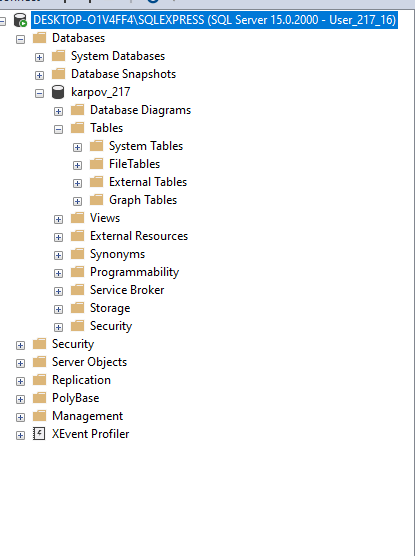 DESKTOP-O1V4FF4\SQLEXPRESS (SQL Server 15.0.2000 - User_217_16)
Databases
System Databases
Database Snapshots
karpov_217
Database Diagrams
Tables
System Tables
FileTables
External Tables
Graph Tables
Views
External Resources
Synonyms
Programmability
Service Broker
Storage
Security
Security
Server Objects
Replication
PolyBase
Management
XEvent Profiler